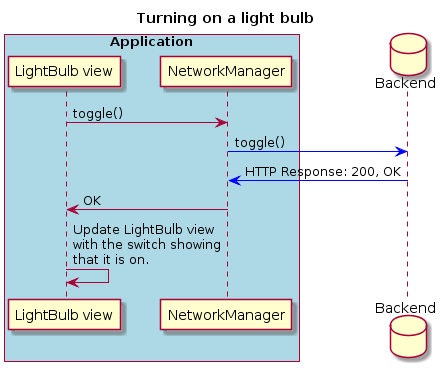 Turning on a light bulb
Application
LightBulb view
NetworkManager
Backend
toggle()
toggle()
HTTP Response: 200, OK
OK
Update LightBulb view
with the switch showing
that it is on.
LightBulb view
NetworkManager
Backend